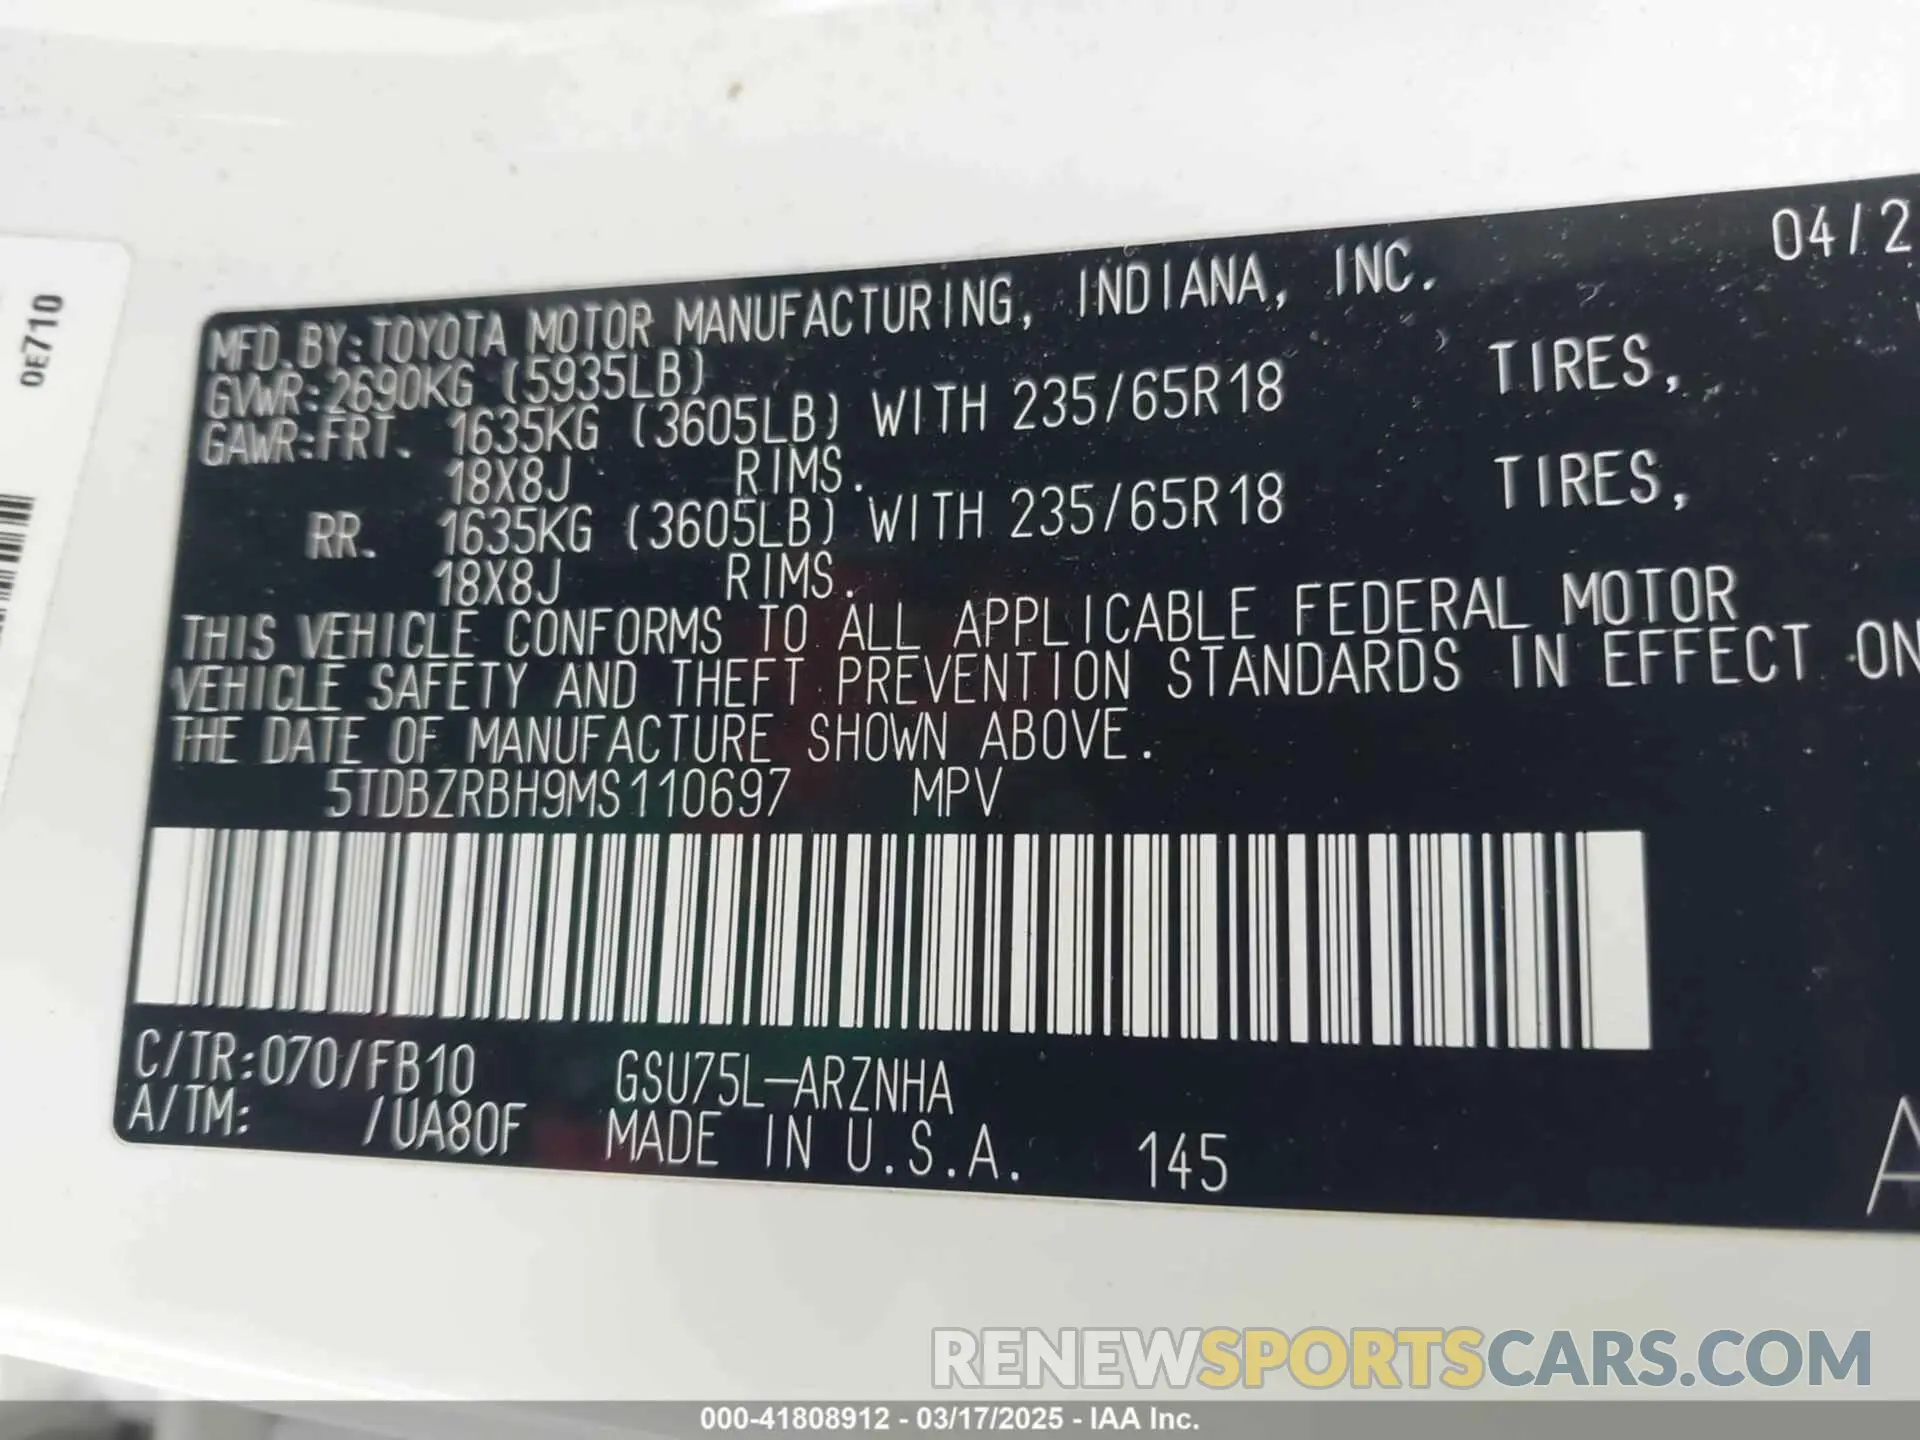 04/2
MFD.BY:TOYOTA MOTOR MANUFACTURING, INDIANA, INC.
GVWR:2690KG (5935LB)
GAWR:FRT. 1635KG (3605LB) WITH 235/65R18 TIRES,
18X8J RIMS.
RR. 1635KG (3605LB) WITH 235/65R18 TIRES,
18X8J RIMS.
THIS VEHICLE CONFORMS TO ALL APPLICABLE FEDERAL MOTOR
VEHICLE SAFETY AND THEFT PREVENTION STANDARDS IN EFFECT ON
THE DATE OF MANUFACTURE SHOWN ABOVE.
5TDBZRBH9MS110697 MPV
C/TR:070/FB10 GSU75L-ARZNHA
A/TM: /UA80F MADE IN U.S.A. 145
A
0E710
RENEWSPORTSCARS.COM
000-41808912 - 03/17/2025 - IAA Inc.